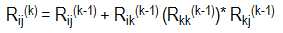 Rij(k) = Rij(k-1) + Rik(k-1) (Rkk(k-1))* Rkj(k-1)